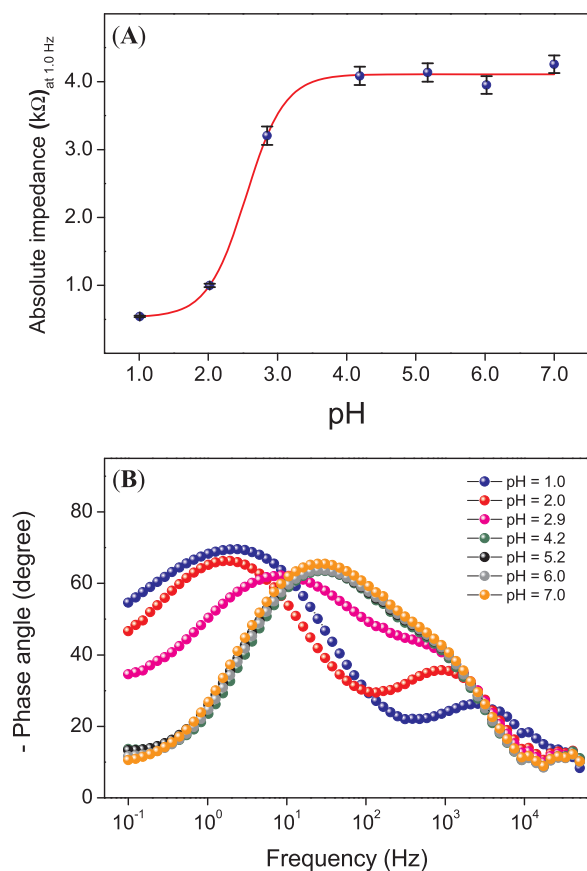 (A)
Absolute impedance (kΩ)at 1.0 Hz
4.0
3.0
2.0
1.0
1.0 2.0 3.0 4.0 5.0 6.0 7.0
pH
(B)
- Phase angle (degree)
80
60
40
20
0
pH = 1.0
pH = 2.0
pH = 2.9
pH = 4.2
pH = 5.2
pH = 6.0
pH = 7.0
10⁻¹ 10⁰ 10¹ 10² 10³ 10⁴
Frequency (Hz)